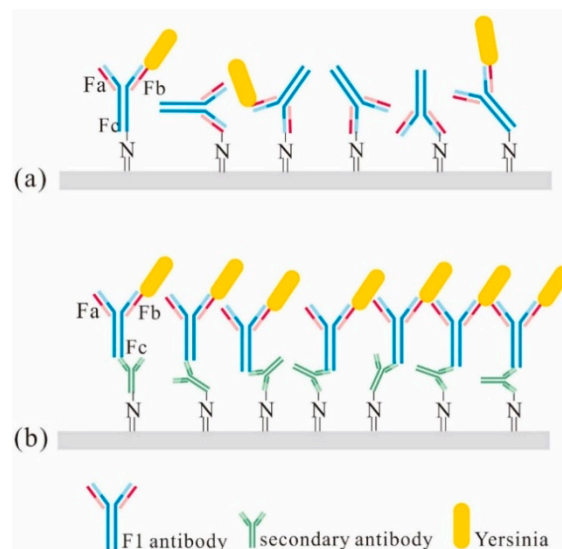 Fa Fb
Fc
N N N N N N
(a)
Fa Fb
Fc
N N N N N N N
(b)
F1 antibody secondary antibody Yersinia